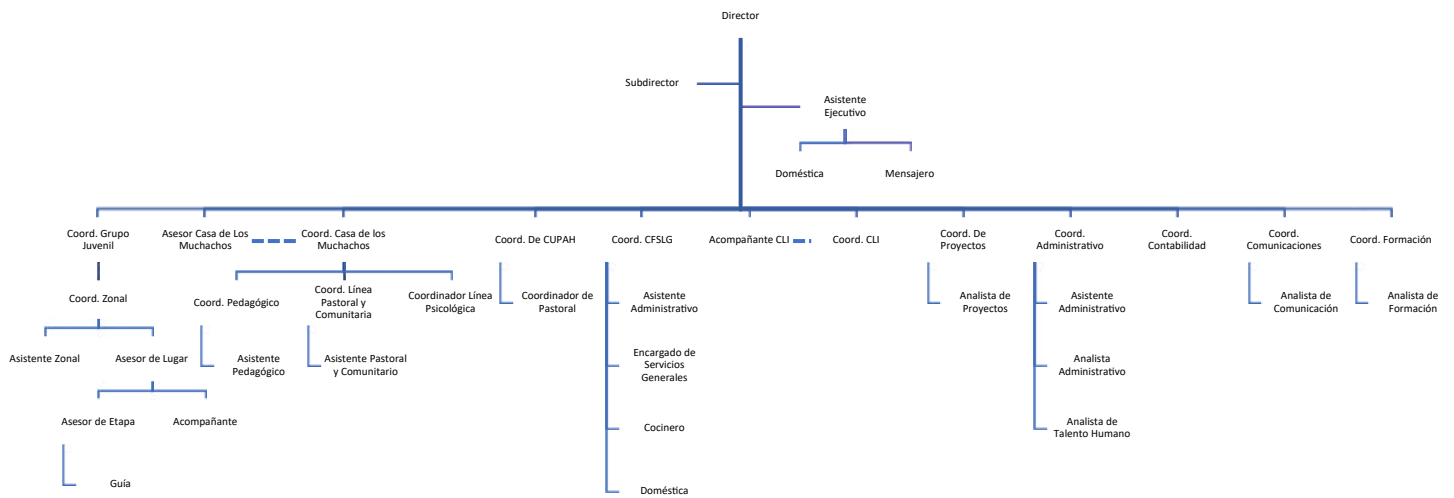 Director
Subdirector
Asistente
Ejecutivo
Doméstica
Mensajero
Coord. Grupo
Juvenil
Asesor Casa de Los
Muchachos
Coord. Casa de los
Muchachos
Coord. De CUPAH
Coord. CFSLG
Acompañante CLI
Coord. CLI
Coord. De
Proyectos
Coord.
Administrativo
Coord.
Contabilidad
Coord.
Comunicaciones
Coord. Formación
Coord. Zonal
Coord. Pedagógico
Coord. Línea
Pastoral y
Comunitaria
Coordinador Línea
Psicológica
Coordinador de
Pastoral
Asistente
Administrativo
Analista de
Proyectos
Asistente
Administrativo
Analista de
Comunicación
Analista de
Formación
Asistente Zonal
Asesor de Lugar
Asistente
Pedagógico
Asistente Pastoral
y Comunitario
Encargado de
Servicios
Generales
Analista
Administrativo
Asesor de Etapa
Acompañante
Cocinero
Analista de
Talento Humano
Guía
Doméstica